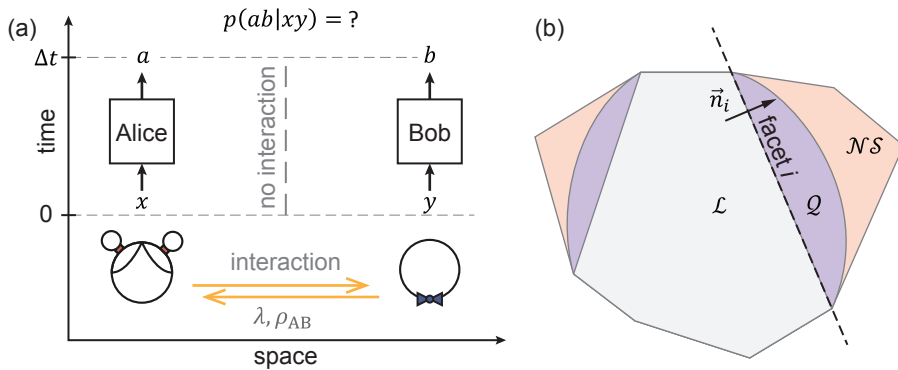 (a)
p(ab|xy) = ?
Δt
a
b
Alice
Bob
no interaction
time
x
y
0
interaction
λ, ρ_AB
space
(b)
n⃗_i
facet i
𝓝𝓢
𝓛
𝓠